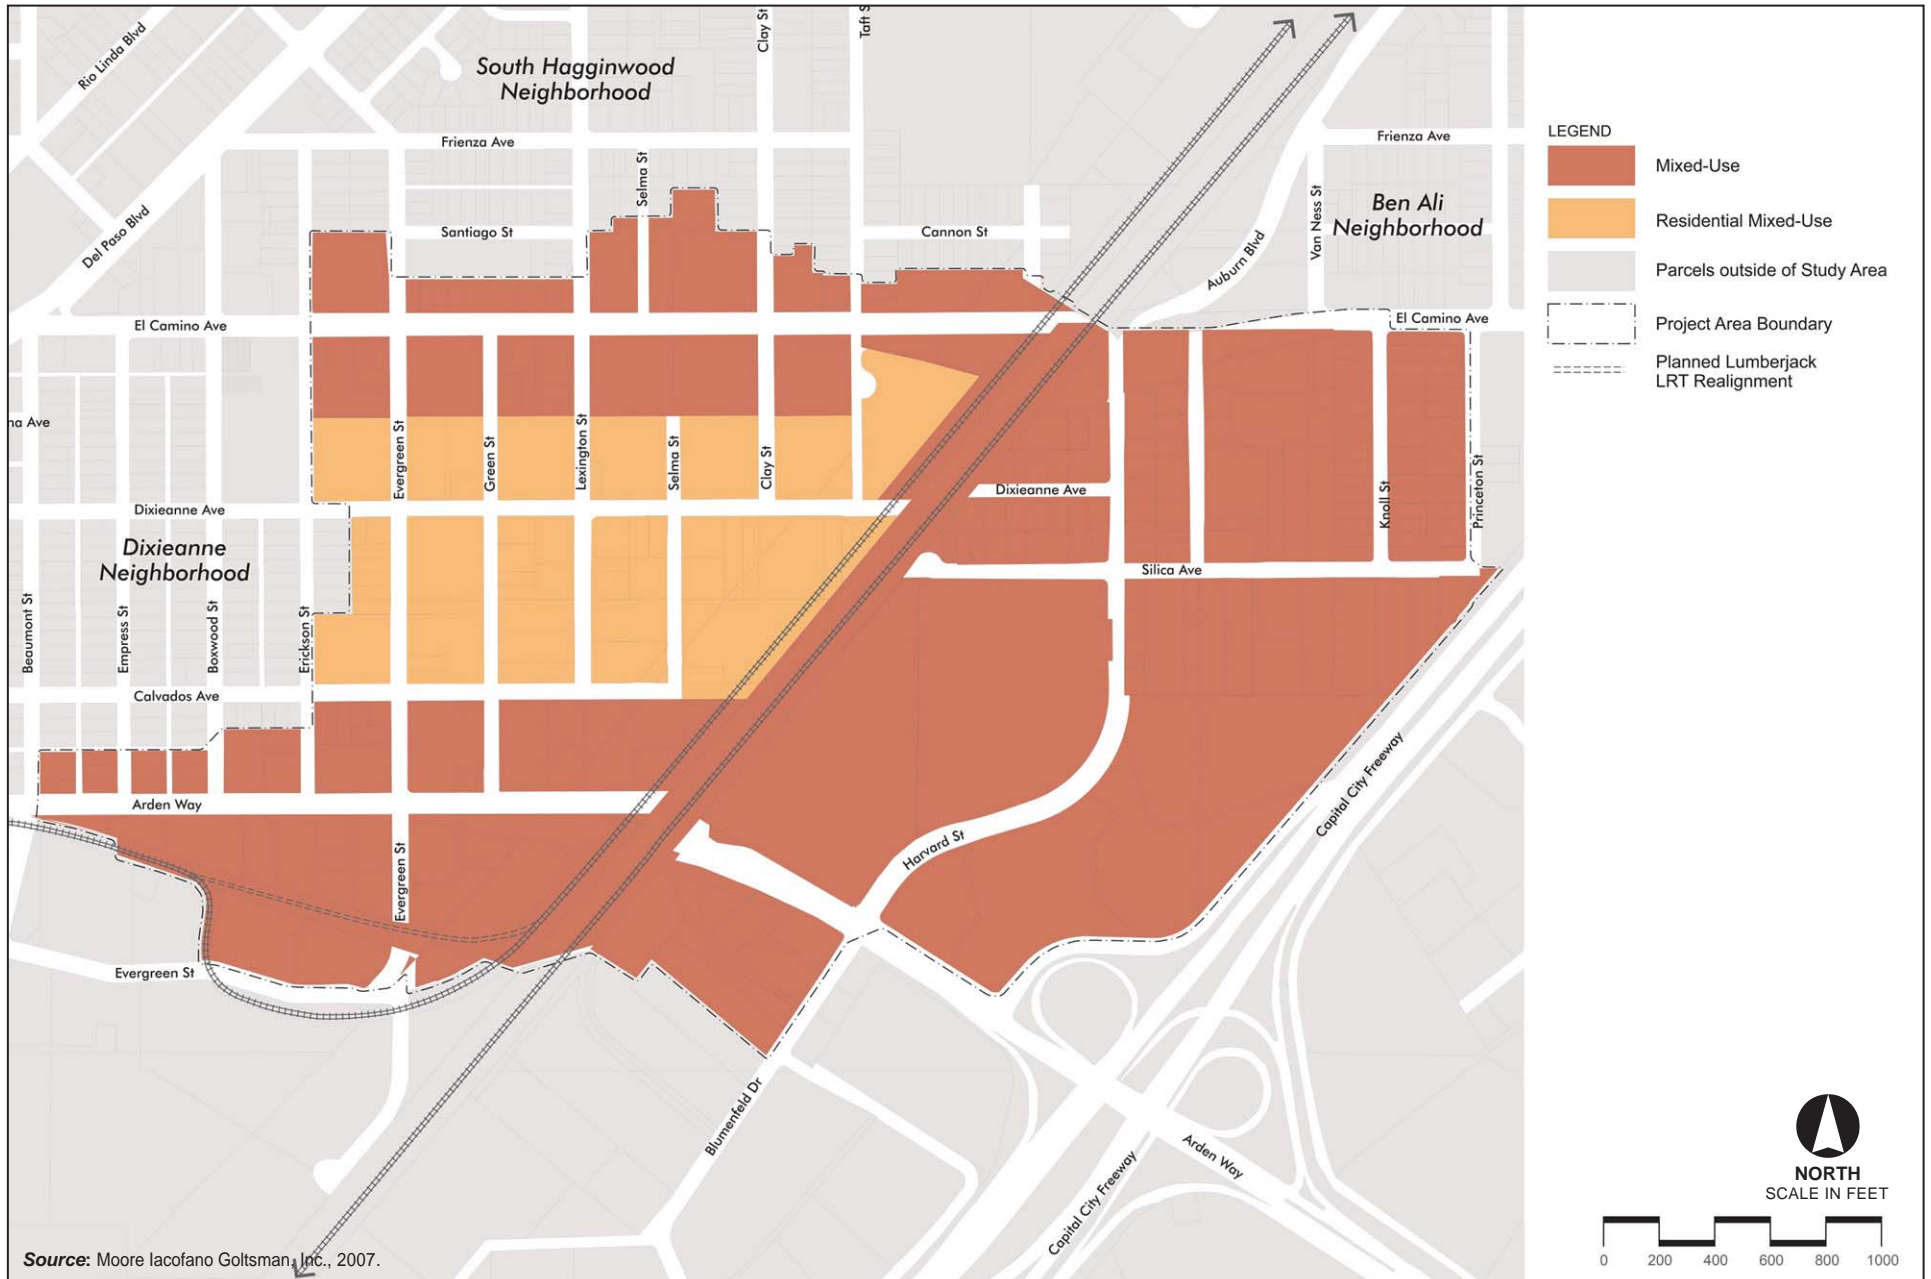 Rio Linda Blvd
South Hagginwood
Neighborhood
Clay St
Frienza Ave
Frienza Ave
Selma St
Van Ness St
Ben Ali
Neighborhood
Del Paso Blvd
Santiago St
Cannon St
Auburn Blvd
El Camino Ave
El Camino Ave
Evergreen St
Green St
Lexington St
Selma St
Clay St
Dixieanne Ave
Knoll St
Princeton St
Dixieanne Ave
Dixieanne
Neighborhood
Silica Ave
Beaumont St
Empress St
Boxwood St
Erickson St
Calvados Ave
Arden Way
Capital City Freeway
Harvard St
Evergreen St
Evergreen St
Blumenfeld Dr
Arden Way
Capital City Freeway
Source: Moore Iacofano Goltsman, Inc., 2007.
LEGEND
Mixed-Use
Residential Mixed-Use
Parcels outside of Study Area
Project Area Boundary
Planned Lumberjack
LRT Realignment
NORTH
SCALE IN FEET
0 200 400 600 800 1000